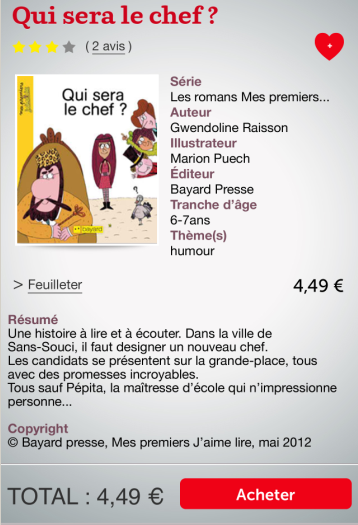 Qui sera le chef ?
( 2 avis )
+
Qui sera
le chef ?
bayard
Série
Les romans Mes premiers...
Auteur
Gwendoline Raisson
Illustrateur
Marion Puech
Éditeur
Bayard Presse
Tranche d'âge
6-7ans
Thème(s)
humour
> Feuilleter
4,49 €
Résumé
Une histoire à lire et à écouter. Dans la ville de
Sans-Souci, il faut designer un nouveau chef.
Les candidats se présentent sur la grande-place, tous
avec des promesses incroyables.
Tous sauf Pépita, la maîtresse d'école qui n'impressionne
personne...
Copyright
© Bayard presse, Mes premiers J'aime lire, mai 2012
TOTAL : 4,49 €
Acheter